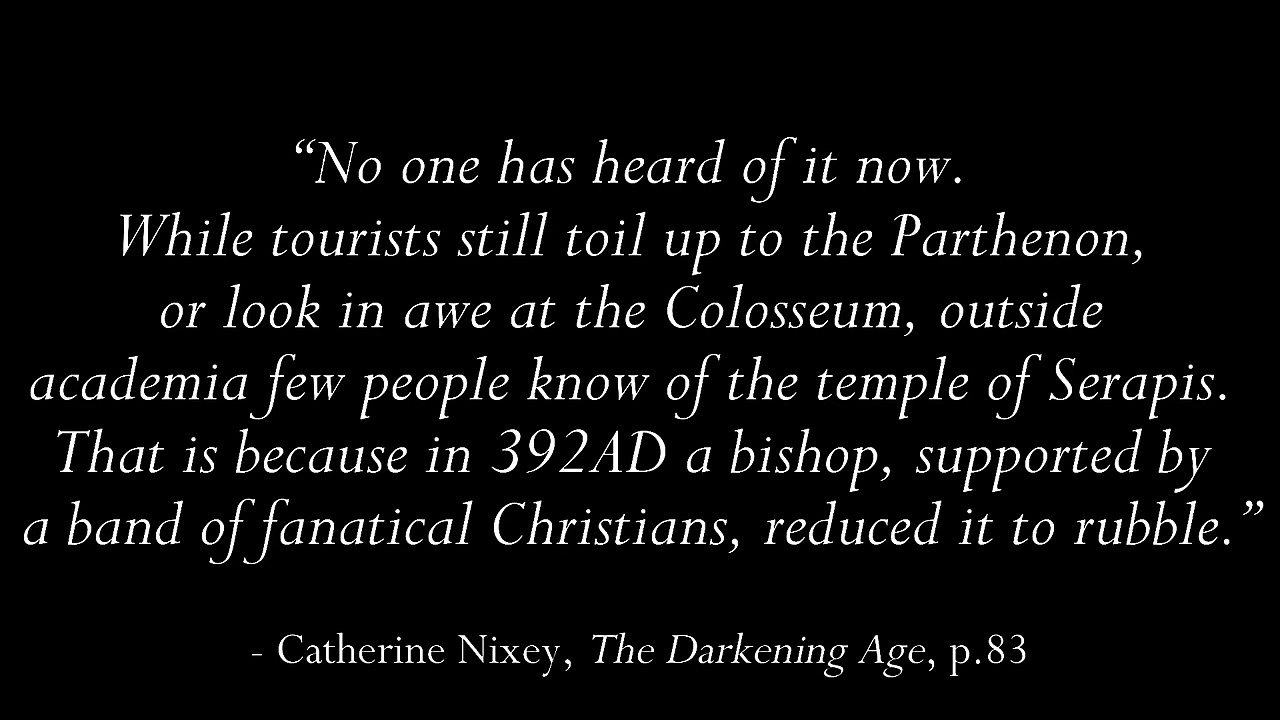 “No one has heard of it now.
While tourists still toil up to the Parthenon,
or look in awe at the Colosseum, outside
academia few people know of the temple of Serapis.
That is because in 392AD a bishop, supported by
a band of fanatical Christians, reduced it to rubble.”
- Catherine Nixey, The Darkening Age, p.83